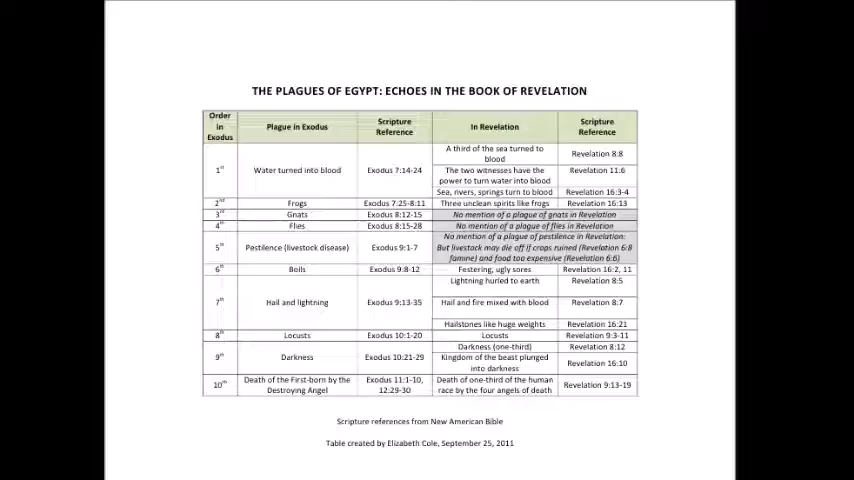 THE PLAGUES OF EGYPT: ECHOES IN THE BOOK OF REVELATION
Order in Exodus Plague in Exodus Scripture Reference In Revelation Scripture Reference
1st Water turned into blood Exodus 7:14-24 A third of the sea turned to blood Revelation 8:8
The two witnesses have the power to turn water into blood Revelation 11:6
Sea, rivers, springs turn to blood Revelation 16:3-4
2nd Frogs Exodus 7:25-8:11 Three unclean spirits like frogs Revelation 16:13
3rd Gnats Exodus 8:12-15 No mention of a plague of gnats in Revelation
4th Flies Exodus 8:15-28 No mention of a plague of flies in Revelation
5th Pestilence (livestock disease) Exodus 9:1-7 No mention of a plague of pestilence in Revelation: But livestock may die off if crops ruined (Revelation 6:8 famine) and food too expensive (Revelation 6:6)
6th Boils Exodus 9:8-12 Festering, ugly sores Revelation 16:2, 11
7th Hail and lightning Exodus 9:13-35 Lightning hurled to earth Revelation 8:5
Hail and fire mixed with blood Revelation 8:7
Hailstones like huge weights Revelation 16:21
8th Locusts Exodus 10:1-20 Locusts Revelation 9:3-11
9th Darkness Exodus 10:21-29 Darkness (one-third) Revelation 8:12
Kingdom of the beast plunged into darkness Revelation 16:10
10th Death of the First-born by the Destroying Angel Exodus 11:1-10, 12:29-30 Death of one-third of the human race by the four angels of death Revelation 9:13-19
Scripture references from New American Bible
Table created by Elizabeth Cole, September 25, 2011